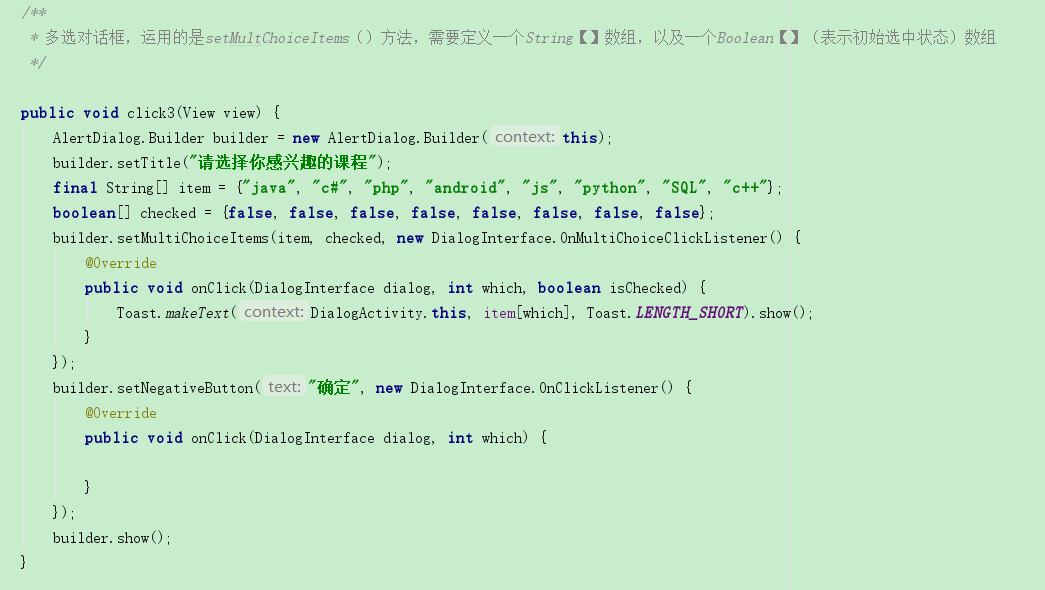 /**
 * 多选对话框，运用的是setMultChoiceItems（）方法，需要定义一个String【】数组，以及一个Boolean【】（表示初始选中状态）数组
 */
public void click3(View view) {
    AlertDialog.Builder builder = new AlertDialog.Builder( context: this);
    builder.setTitle("请选择你感兴趣的课程");
    final String[] item = {"java", "c#", "php", "android", "js", "python", "SQL", "c++"};
    boolean[] checked = {false, false, false, false, false, false, false, false};
    builder.setMultiChoiceItems(item, checked, new DialogInterface.OnMultiChoiceClickListener() {
        @Override
        public void onClick(DialogInterface dialog, int which, boolean isChecked) {
            Toast.makeText( context: DialogActivity.this, item[which], Toast.LENGTH_SHORT).show();
        }
    });
    builder.setNegativeButton( text: "确定", new DialogInterface.OnClickListener() {
        @Override
        public void onClick(DialogInterface dialog, int which) {
        }
    });
    builder.show();
}